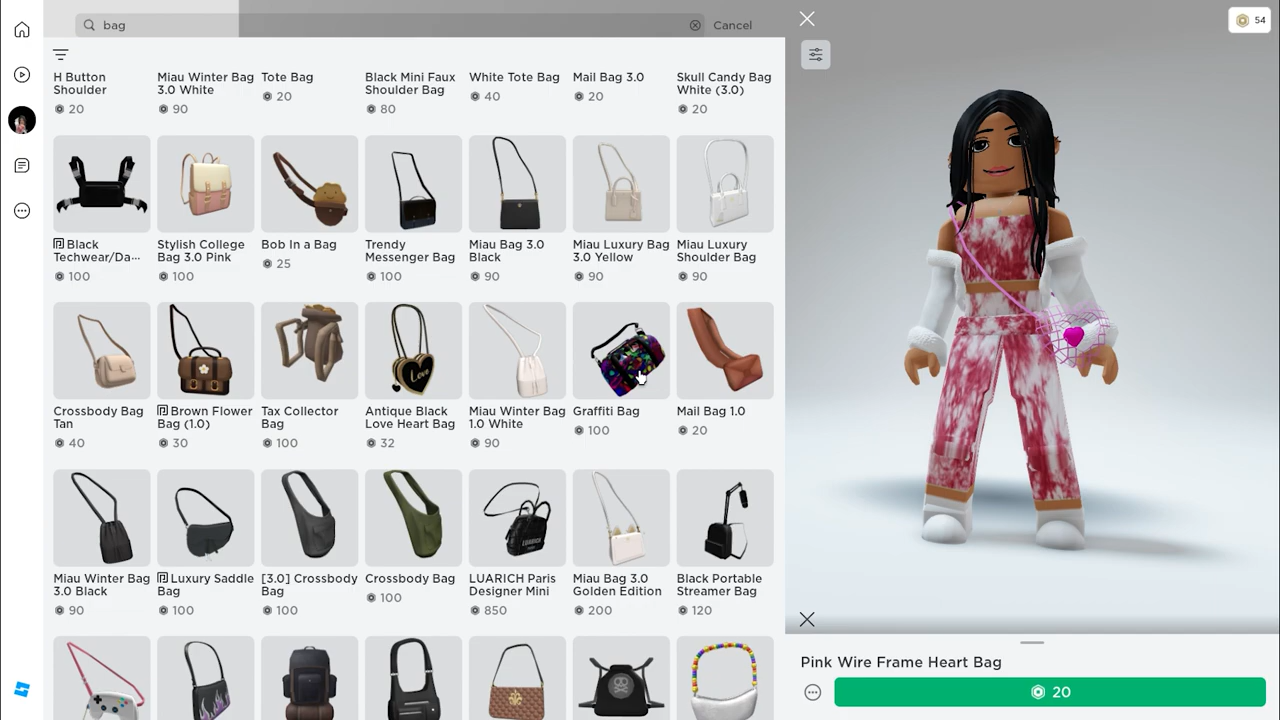 bag
Cancel
54
H Button
Shoulder
20
Miau Winter Bag
3.0 White
90
Tote Bag
20
Black Mini Faux
Shoulder Bag
80
White Tote Bag
40
Mail Bag 3.0
20
Skull Candy Bag
White (3.0)
20
Black
Techwear/Da...
100
Stylish College
Bag 3.0 Pink
100
Bob In a Bag
25
Trendy
Messenger Bag
100
Miau Bag 3.0
Black
90
Miau Luxury Bag
3.0 Yellow
90
Miau Luxury
Shoulder Bag
90
Crossbody Bag
Tan
40
Brown Flower
Bag (1.0)
30
Tax Collector
Bag
100
Love
Antique Black
Love Heart Bag
32
Miau Winter Bag
1.0 White
90
Graffiti Bag
100
Mail Bag 1.0
20
Miau Winter Bag
3.0 Black
90
Luxury Saddle
Bag
100
[3.0] Crossbody
Bag
100
Crossbody Bag
100
LUARICH
LUARICH Paris
Designer Mini
850
Miau Bag 3.0
Golden Edition
200
Black Portable
Streamer Bag
120
Pink Wire Frame Heart Bag
20